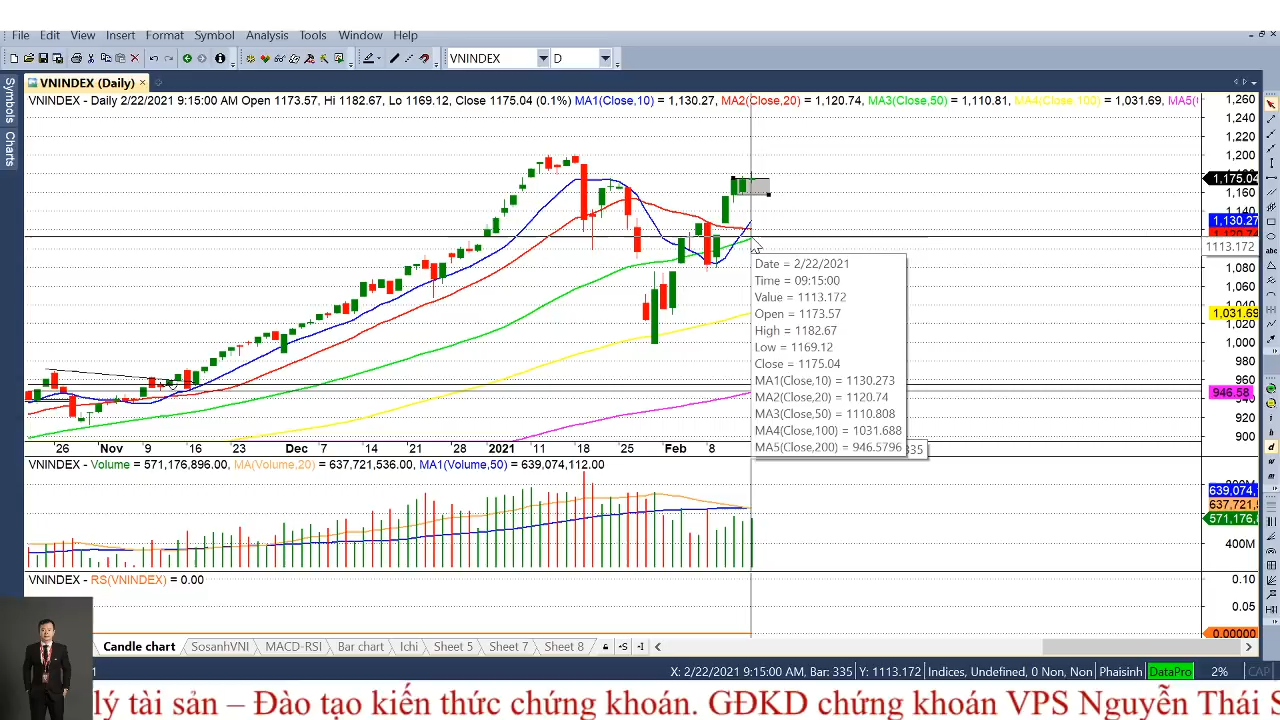 File Edit View Insert Format Symbol Analysis Tools Window Help
VNINDEX D
VNINDEX (Daily)
Symbols
Charts
VNINDEX - Daily 2/22/2021 9:15:00 AM Open 1173.57, Hi 1182.67, Lo 1169.12, Close 1175.04 (0.1%) MA1(Close,10) = 1,130.27, MA2(Close,20) = 1,120.74, MA3(Close,50) = 1,110.81, MA4(Close,100) = 1,031.69, MA5(
1,260
1,240
1,220
1,200
1,175.04
1,160
1,140
1,130.27
1113.172
1,080
1,060
1,040
1,031.69
1,020
1,000
980
960
946.58
940
920
900
Date = 2/22/2021
Time = 09:15:00
Value = 1113.172
Open = 1173.57
High = 1182.67
Low = 1169.12
Close = 1175.04
MA1(Close,10) = 1130.273
MA2(Close,20) = 1120.74
MA3(Close,50) = 1110.808
MA4(Close,100) = 1031.688
MA5(Close,200) = 946.5796
335
26 Nov 9 16 23 Dec 7 14 21 2021 11 18 25 Feb 8
VNINDEX - Volume = 571,176,896.00, MA(Volume,20) = 637,721,536.00, MA1(Volume,50) = 639,074,112.00
639,074,
637,721,
571,176,
400M
VNINDEX - RS(VNINDEX) = 0.00
0.10
0.05
0.00000
Candle chart SosanhVNI MACD-RSI Bar chart Ichi Sheet 5 Sheet 7 Sheet 8
X: 2/22/2021 9:15:00 AM, Bar: 335 Y: 1113.172 Indices, Undefined, 0 Non, Non Phaisinh DataPro 2% CAP
lý tài sản – Đào tạo kiến thức chứng khoán. GĐKD chứng khoán VPS Nguyễn Thái S